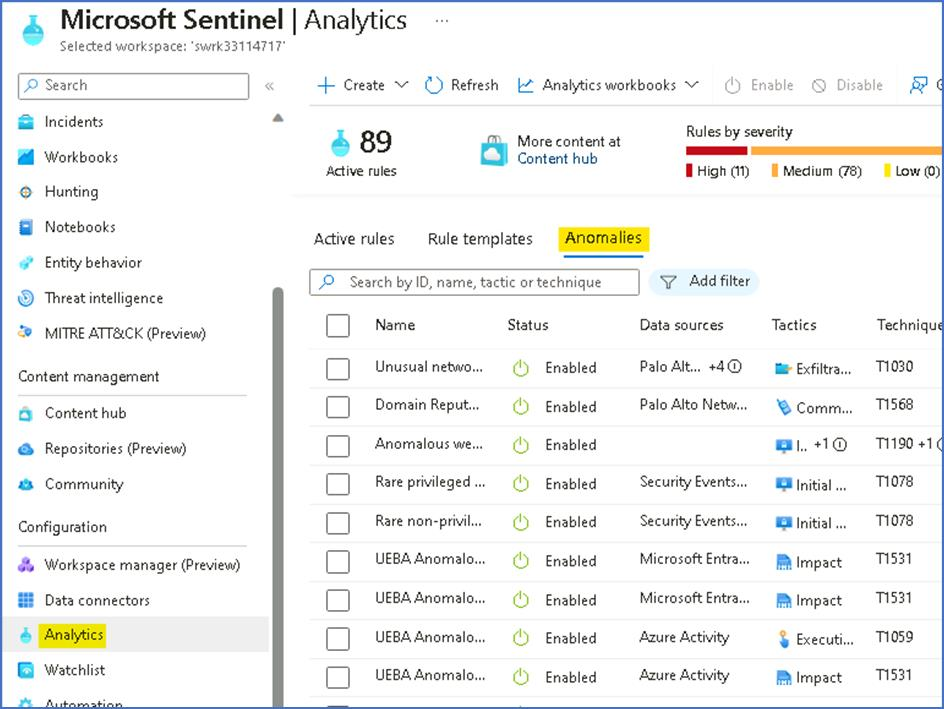 Microsoft Sentinel | Analytics ...
Selected workspace: 'swrk33114717'
Search «
Incidents
Workbooks
Hunting
Notebooks
Entity behavior
Threat intelligence
MITRE ATT&CK (Preview)
Content management
Content hub
Repositories (Preview)
Community
Configuration
Workspace manager (Preview)
Data connectors
Analytics
Watchlist
Automation
Create Refresh Analytics workbooks Enable Disable
89
Active rules
More content at
Content hub
Rules by severity
High (11) Medium (78) Low (0)
Active rules Rule templates Anomalies
Search by ID, name, tactic or technique Add filter
Name Status Data sources Tactics Technique
Unusual netwo... Enabled Palo Alt... +4 Exfiltra... T1030
Domain Reput... Enabled Palo Alto Netw... Comm... T1568
Anomalous we... Enabled I.. +1 T1190 +1
Rare privileged ... Enabled Security Events... Initial ... T1078
Rare non-privil... Enabled Security Events... Initial ... T1078
UEBA Anomalo... Enabled Microsoft Entra... Impact T1531
UEBA Anomalo... Enabled Microsoft Entra... Impact T1531
UEBA Anomalo... Enabled Azure Activity Executi... T1059
UEBA Anomalo... Enabled Azure Activity Impact T1531